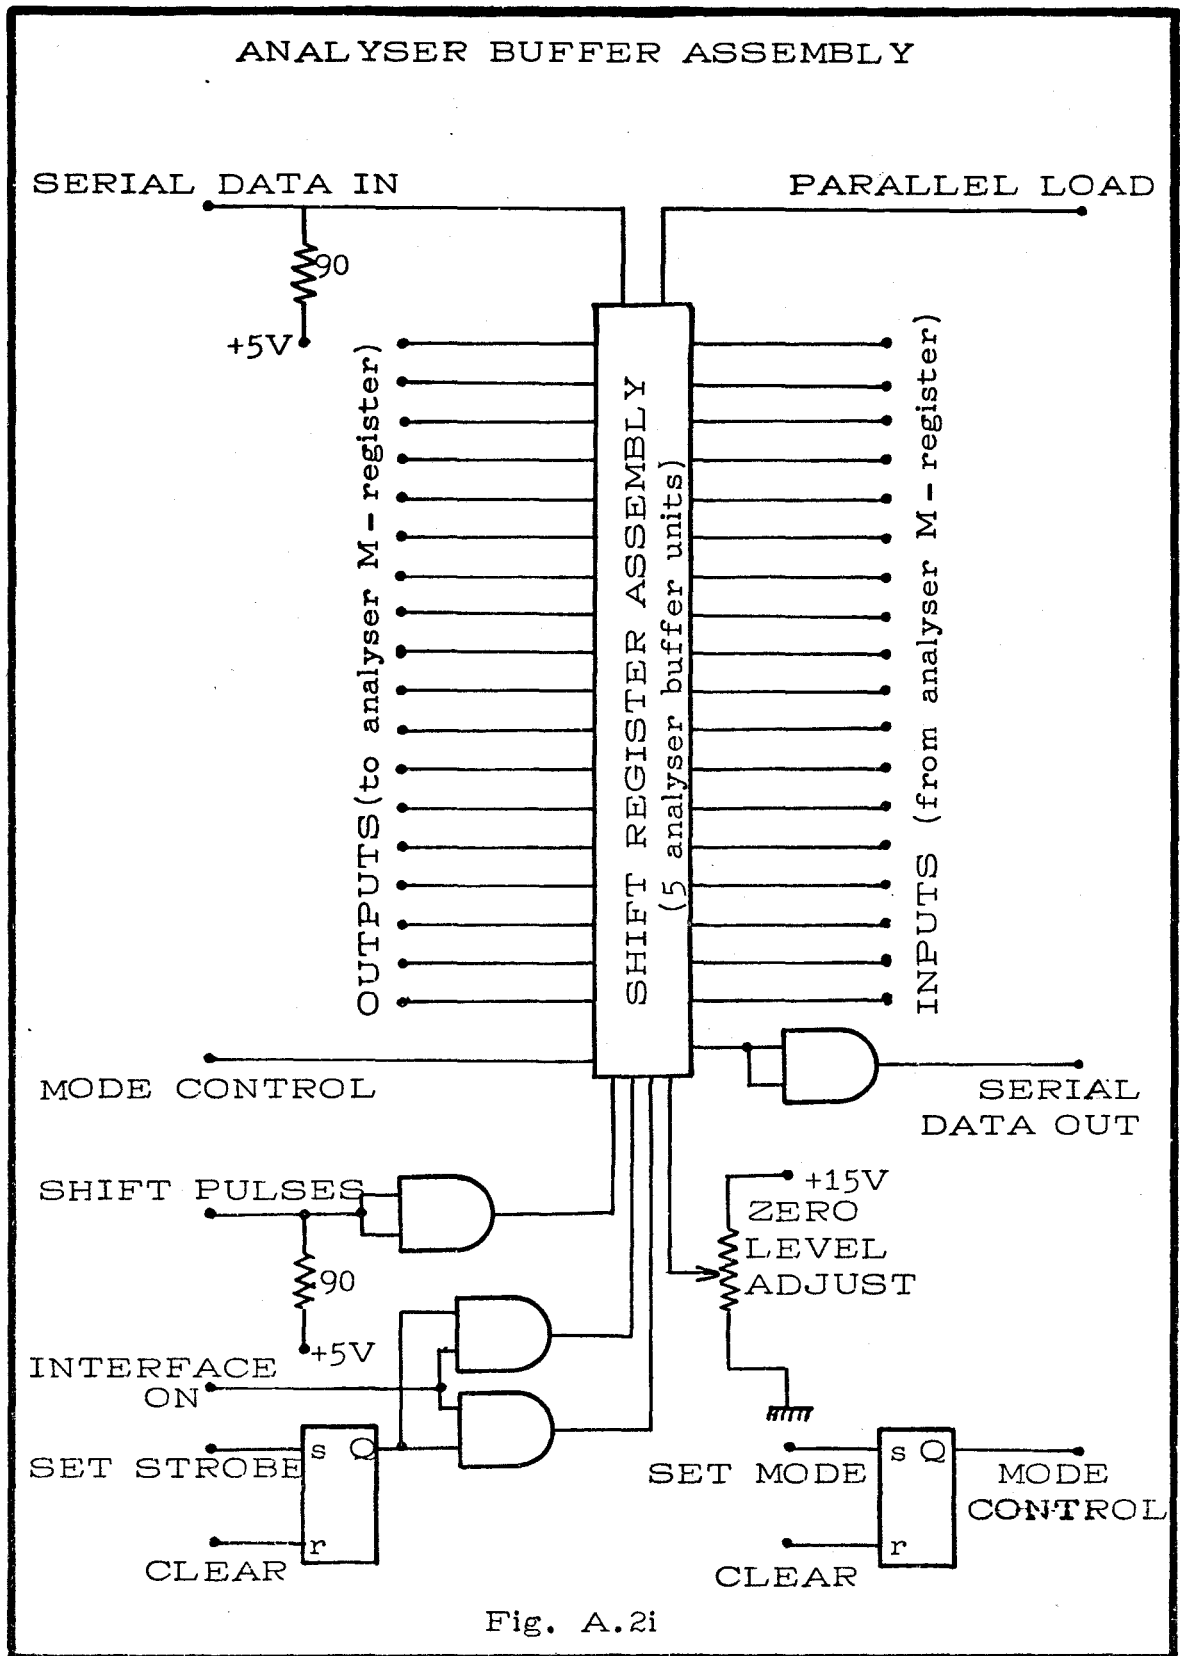 ANALYSER BUFFER ASSEMBLY
SERIAL DATA IN
PARALLEL LOAD
90
+5V
OUTPUTS (to analyser M-register)
SHIFT REGISTER ASSEMBLY
(5 analyser buffer units)
INPUTS (from analyser M-register)
MODE CONTROL
SERIAL
DATA OUT
SHIFT PULSES
90
+5V
+15V
ZERO
LEVEL
ADJUST
INTERFACE
ON
SET STROBE
s Q
r
CLEAR
SET MODE
s Q
r
MODE
CONTROL
CLEAR
Fig. A.2i